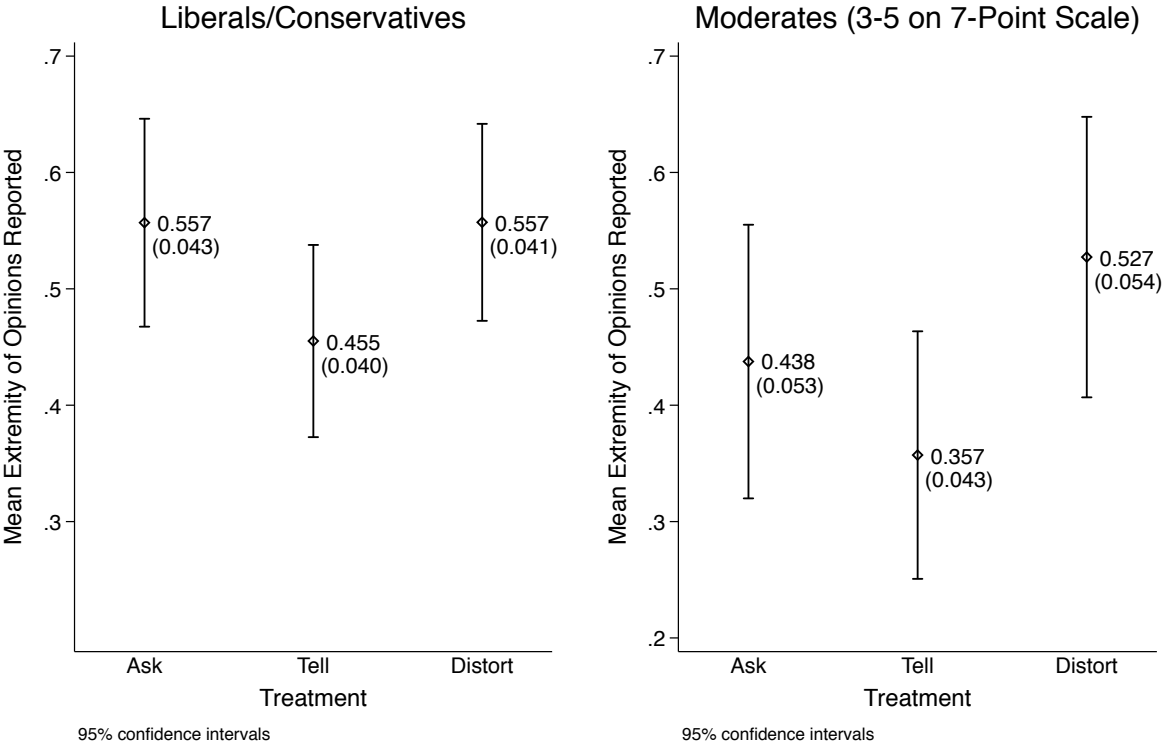 Liberals/Conservatives
Mean Extremity of Opinions Reported
.7
.6
.5
.4
.3
0.557
(0.043)
0.455
(0.040)
0.557
(0.041)
Ask Tell Distort
Treatment
95% confidence intervals
Moderates (3-5 on 7-Point Scale)
Mean Extremity of Opinions Reported
.7
.6
.5
.4
.3
.2
0.438
(0.053)
0.357
(0.043)
0.527
(0.054)
Ask Tell Distort
Treatment
95% confidence intervals